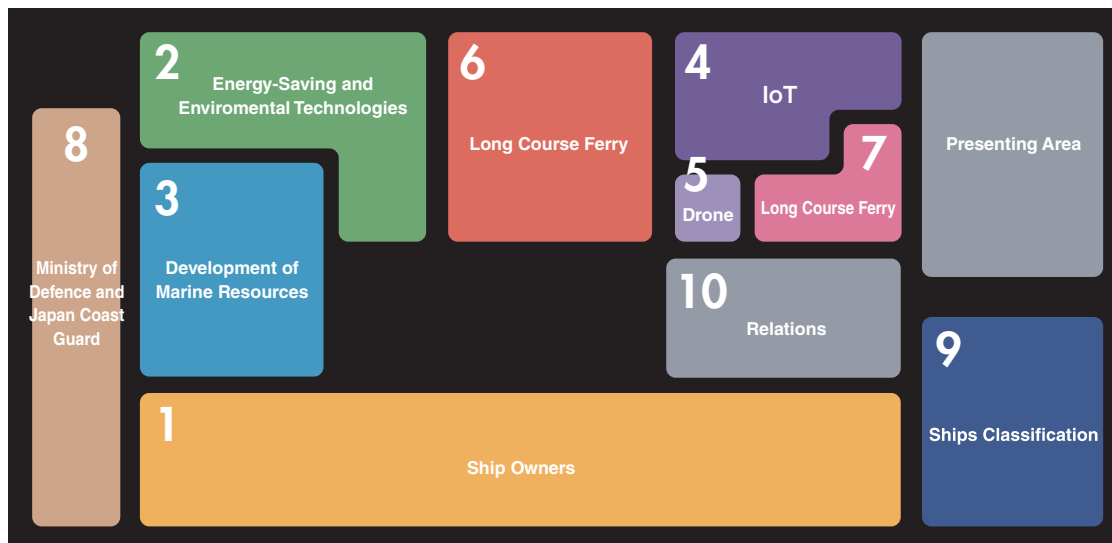 2
Energy-Saving and
Enviromental Technologies
6
Long Course Ferry
4
IoT
Presenting Area
8
Ministry of
Defence and
Japan Coast
Guard
3
Development of
Marine Resources
5
Drone
7
Long Course Ferry
10
Relations
9
Ships Classification
1
Ship Owners